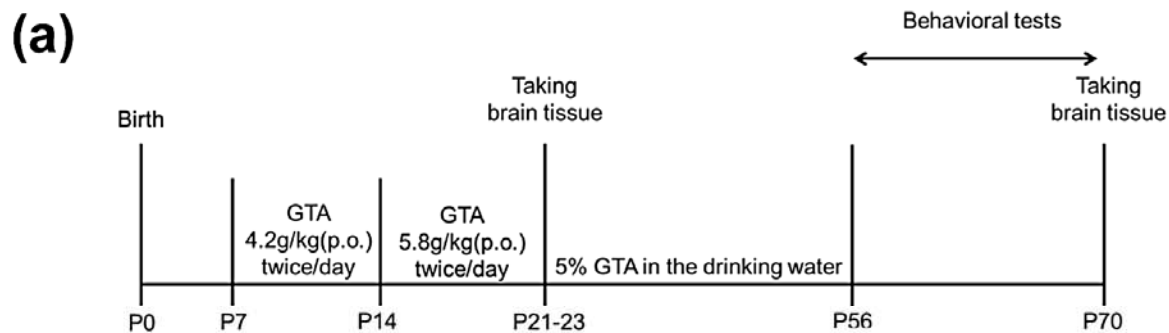 (a)
Behavioral tests
Taking
brain tissue
Taking
brain tissue
Birth
GTA
4.2g/kg(p.o.)
twice/day
GTA
5.8g/kg(p.o.)
twice/day
5% GTA in the drinking water
P0
P7
P14
P21-23
P56
P70